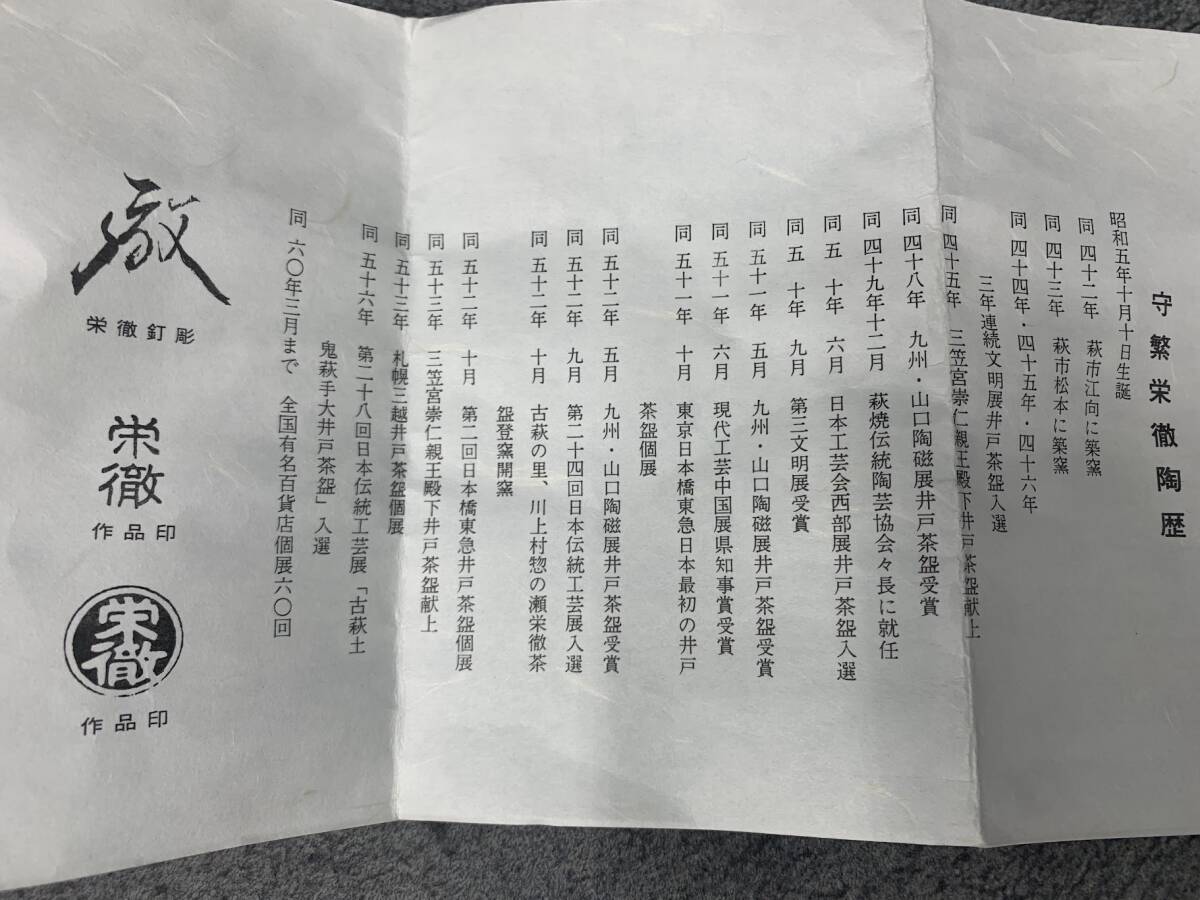 守繁栄徹陶歴
昭和五年十月十日生誕
同 四十二年 萩市江向に築窯
同 四十三年 萩市松本に築窯
同 四十四年・四十五年・四十六年
三年連続文明展井戸茶盌入選
同 四十五年 三笠宮崇仁親王殿下井戸茶盌献上
同 四十八年 九州・山口陶磁展井戸茶盌受賞
同 四十九年十二月 萩焼伝統陶芸協会々長に就任
同 五十年 六月 日本工芸会西部展井戸茶盌入選
同 五十年 九月 第三文明展受賞
同 五十一年 五月 九州・山口陶磁展井戸茶盌受賞
同 五十一年 六月 現代工芸中国展県知事賞受賞
同 五十一年 十月 東京日本橋東急日本最初の井戸
茶盌個展
同 五十二年 五月 九州・山口陶磁展井戸茶盌受賞
同 五十二年 九月 第二十四回日本伝統工芸展入選
同 五十二年 十月 古萩の里、川上村惣の瀬栄徹茶
盌登窯開窯
同 五十二年 十月 第二回日本橋東急井戸茶盌個展
同 五十三年 三笠宮崇仁親王殿下井戸茶盌献上
同 五十三年 札幌三越井戸茶盌個展
同 五十六年 第二十八回日本伝統工芸展「古萩土
鬼萩手大井戸茶盌」入選
同 六〇年三月まで 全国有名百貨店個展六〇回
栄徹釘彫
栄徹
作品印
栄徹
作品印